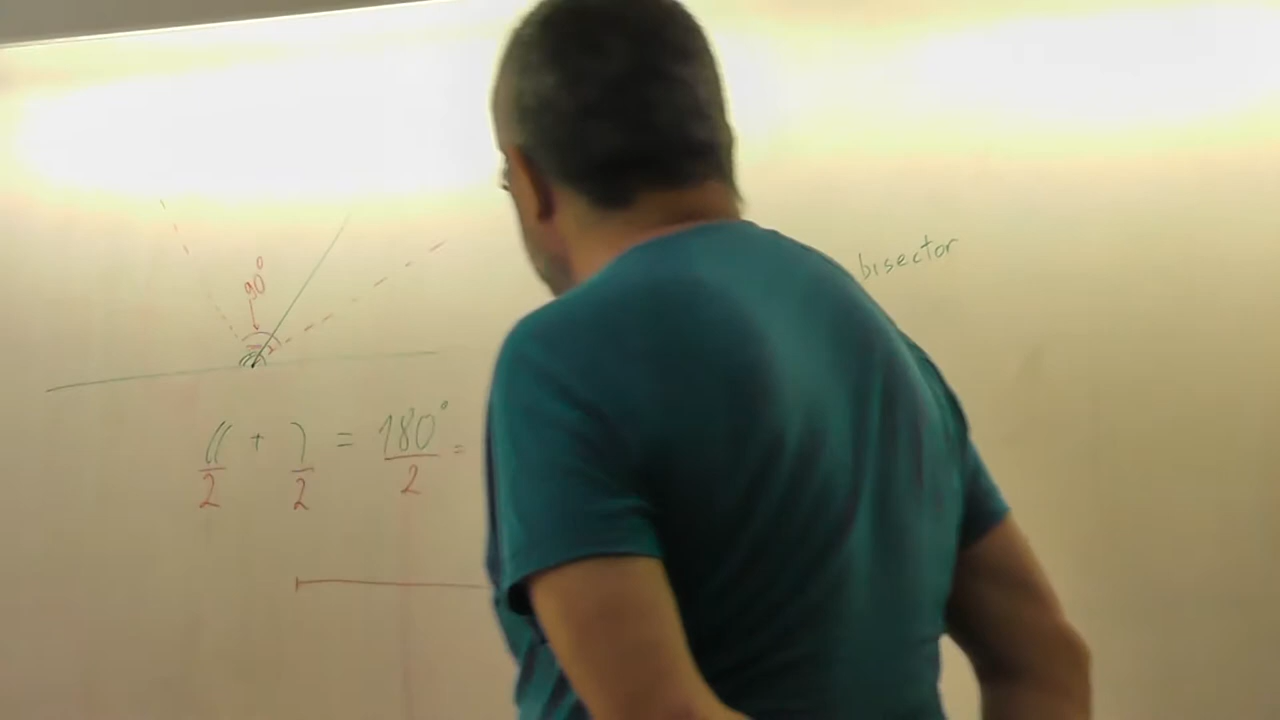 bisector
90°
(( + ) = 180° =
2 2 2